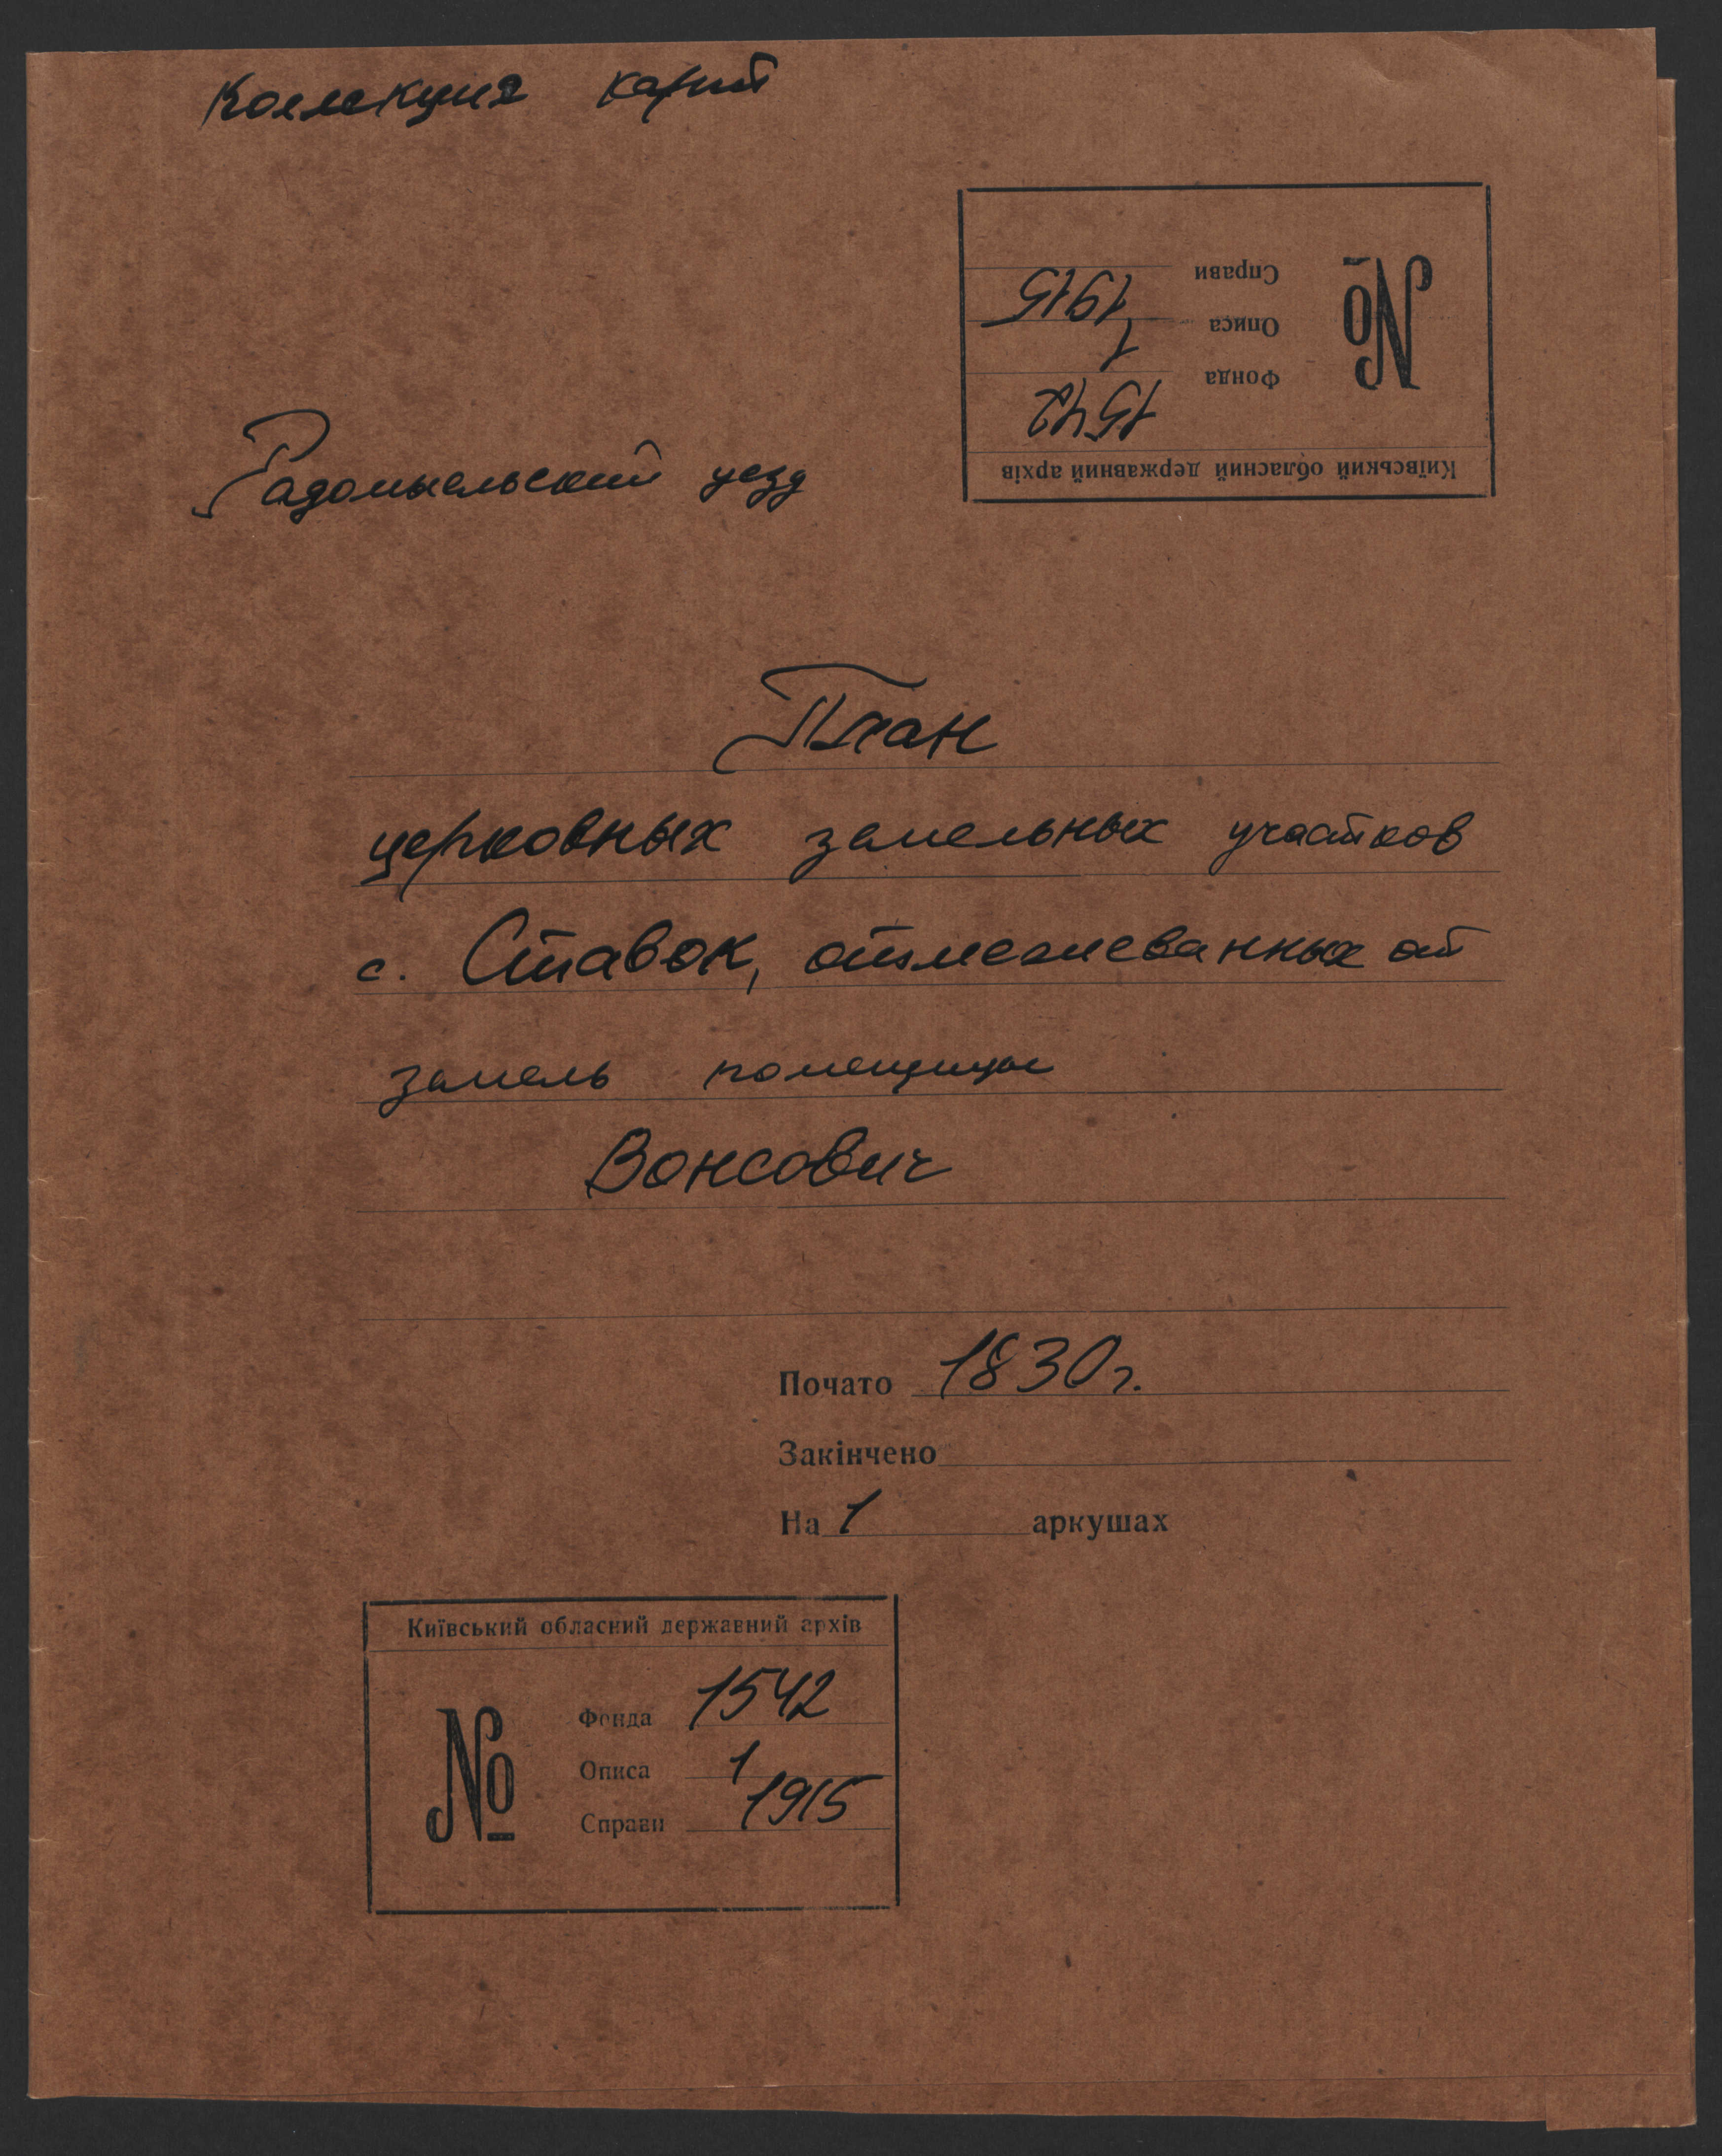 Коллекция карт
Справи 1915
Описа 1
Фонда 1542
№
Київський обласний державний архів
Радомысльский уезд
План
церковных земельных участков
с. Ставок, отмежеванных от
земель помещицы
Вонсович
Почато 1830 г.
Закінчено
На 1 аркушах
Київський обласний державний архів
№
Фонда 1542
Описа 1
Справи 1915